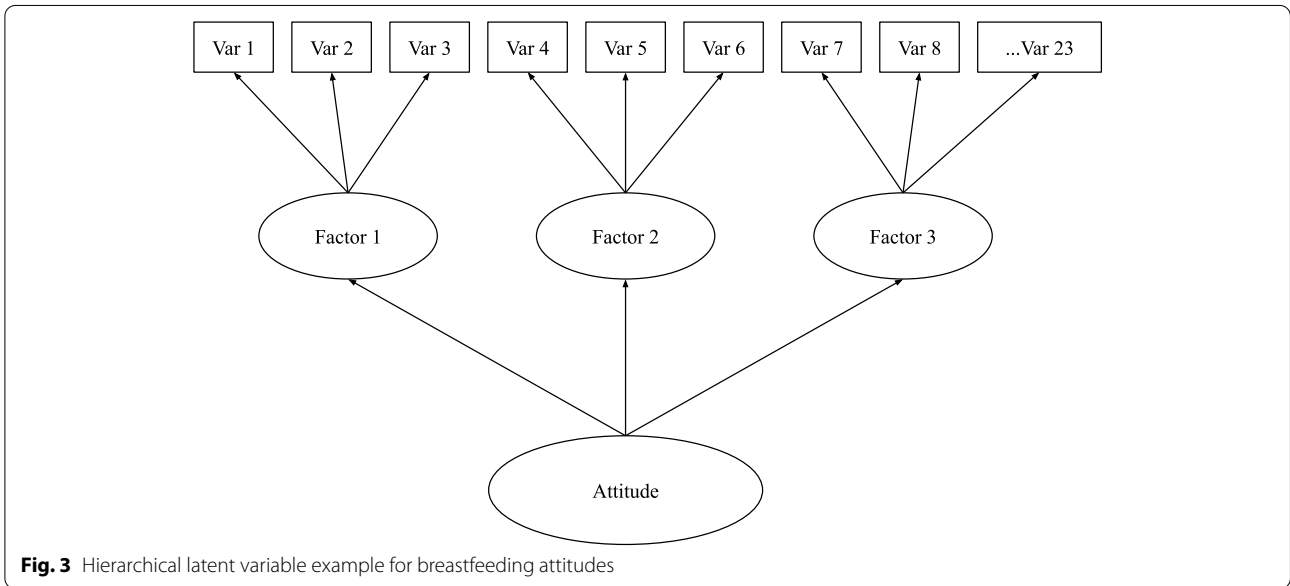 Var 1 Var 2 Var 3 Var 4 Var 5 Var 6 Var 7 Var 8 ...Var 23
Factor 1 Factor 2 Factor 3
Attitude
Fig. 3 Hierarchical latent variable example for breastfeeding attitudes